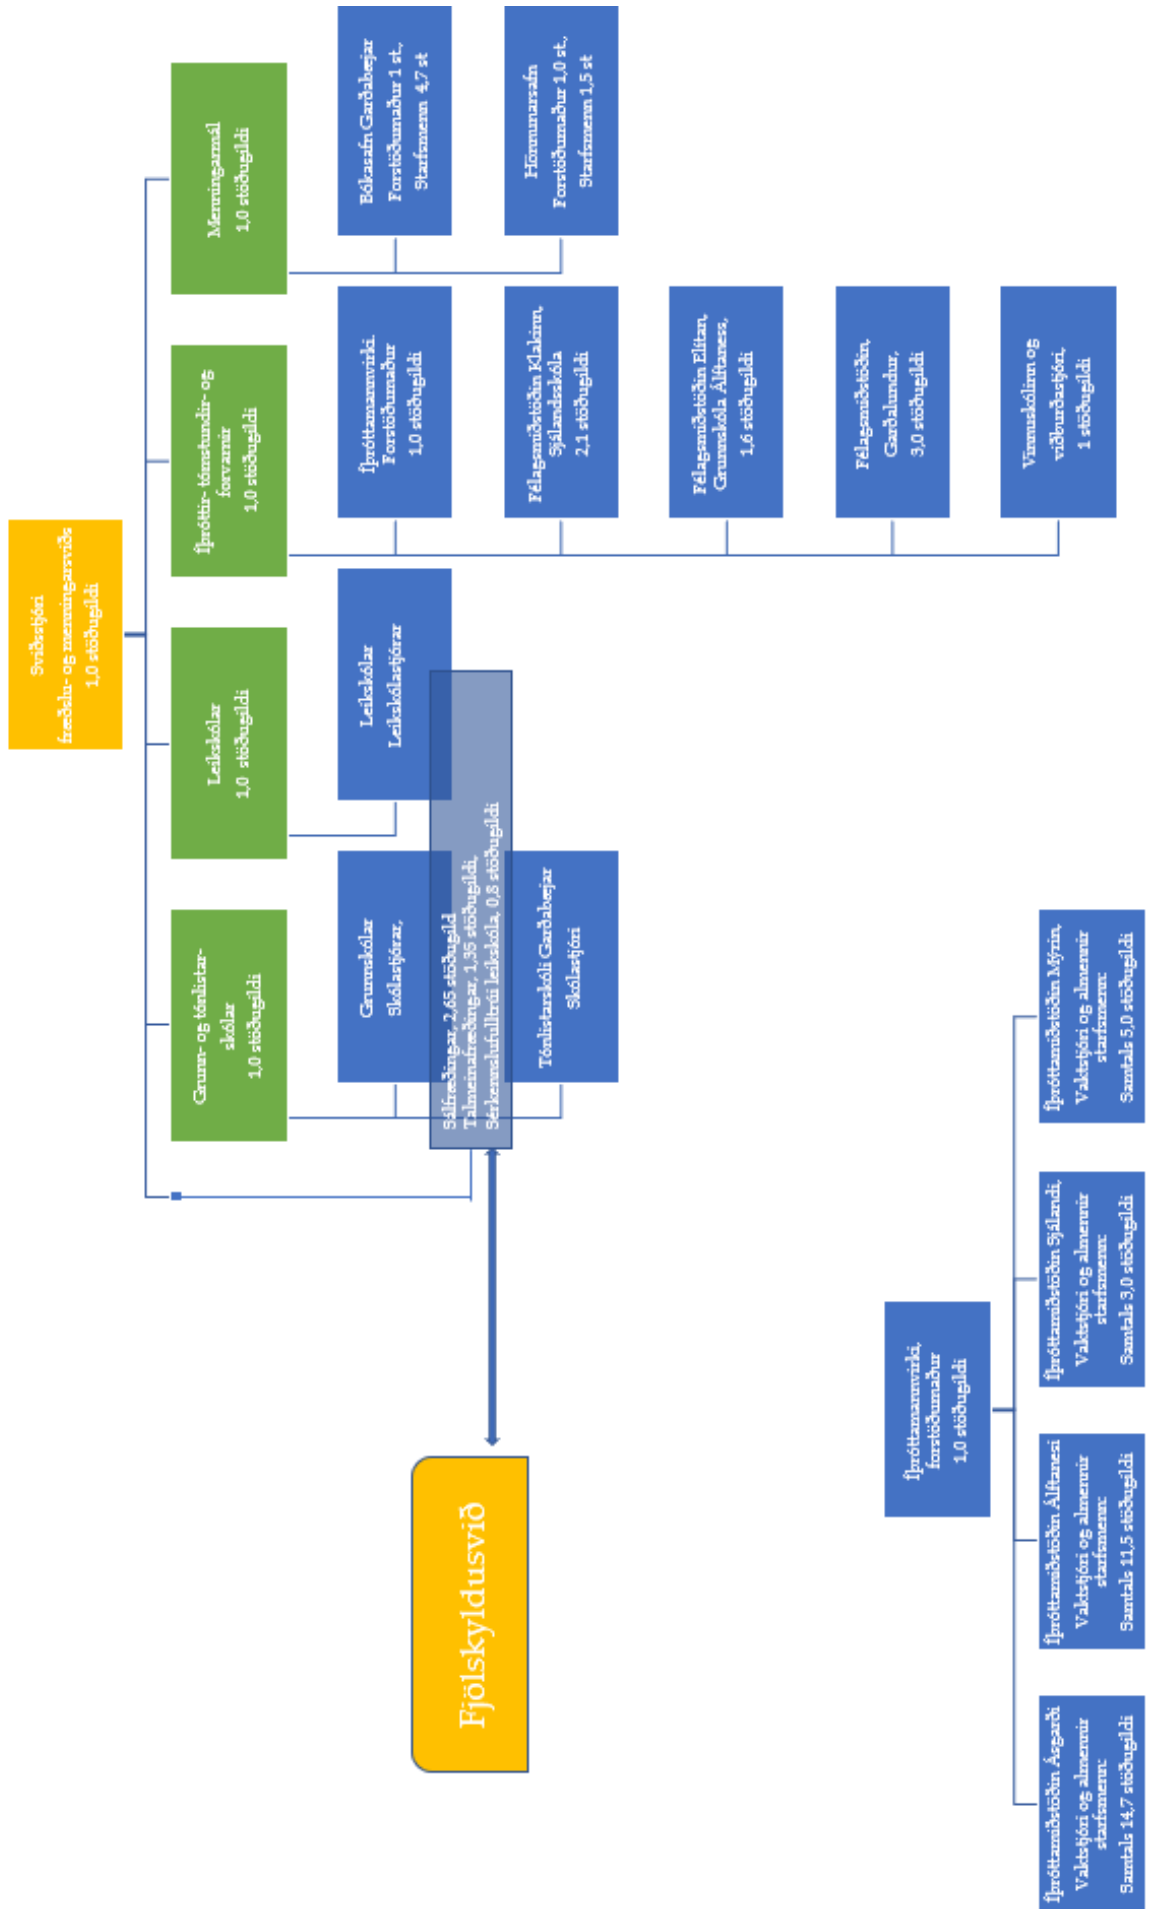 Sviðsstjóri
fræðslu- og menningarsviðs
1,0 stöðugildi
Grunn- og tónlistar-
skólar
1,0 stöðugildi
Leikskólar
1,0 stöðugildi
Íþróttir- tómstundir- og
forvarnir
1,0 stöðugildi
Menningarmál
1,0 stöðugildi
Grunnskólar
Skólastjórar,
Tónlistarskóli Garðabæjar
Skólastjóri
Leikskólar
Leikskólastjórar
Sálfræðingar, 2,65 stöðugild
Talmeinafræðingar, 1,35 stöðugildi,
Sérkennslufulltrúi leikskóla, 0,8 stöðugildi
Íþróttamannvirki.
Forstöðumaður
1,0 stöðugildi
Félagsmiðstöðin Klakinn,
Sjálandsskóla
2,1 stöðugildi
Félagsmiðstöðin Elítan,
Grunnskóla Álftaness,
1,6 stöðugildi
Félagsmiðstöðin,
Garðalundur,
3,0 stöðugildi
Vinnuskólinn og
viðburðastjóri,
1 stöðugildi
Bókasafn Garðabæjar
Forstöðumaður 1 st.,
Starfsmenn 4,7 st
Hönnunarsafn
Forstöðumaður 1,0 st.,
Starfsmenn 1,5 st
Fjölskyldusvið
Íþróttamannvirki,
forstöðumaður
1,0 stöðugildi
Íþróttamiðstöðin Ásgarði
Vaktstjóri og almennir
starfsmenn:
Samtals 14,7 stöðugildi
Íþróttamiðstöðin Álftanesi
Vaktstjóri og almennir
starfsmenn:
Samtals 11,5 stöðugildi
Íþróttamiðstöðin Sjálandi,
Vaktstjóri og almennir
starfsmenn:
Samtals 3,0 stöðugildi
Íþróttamiðstöðin Mýrin,
Vaktstjóri og almennir
starfsmenn:
Samtals 5,0 stöðugildi